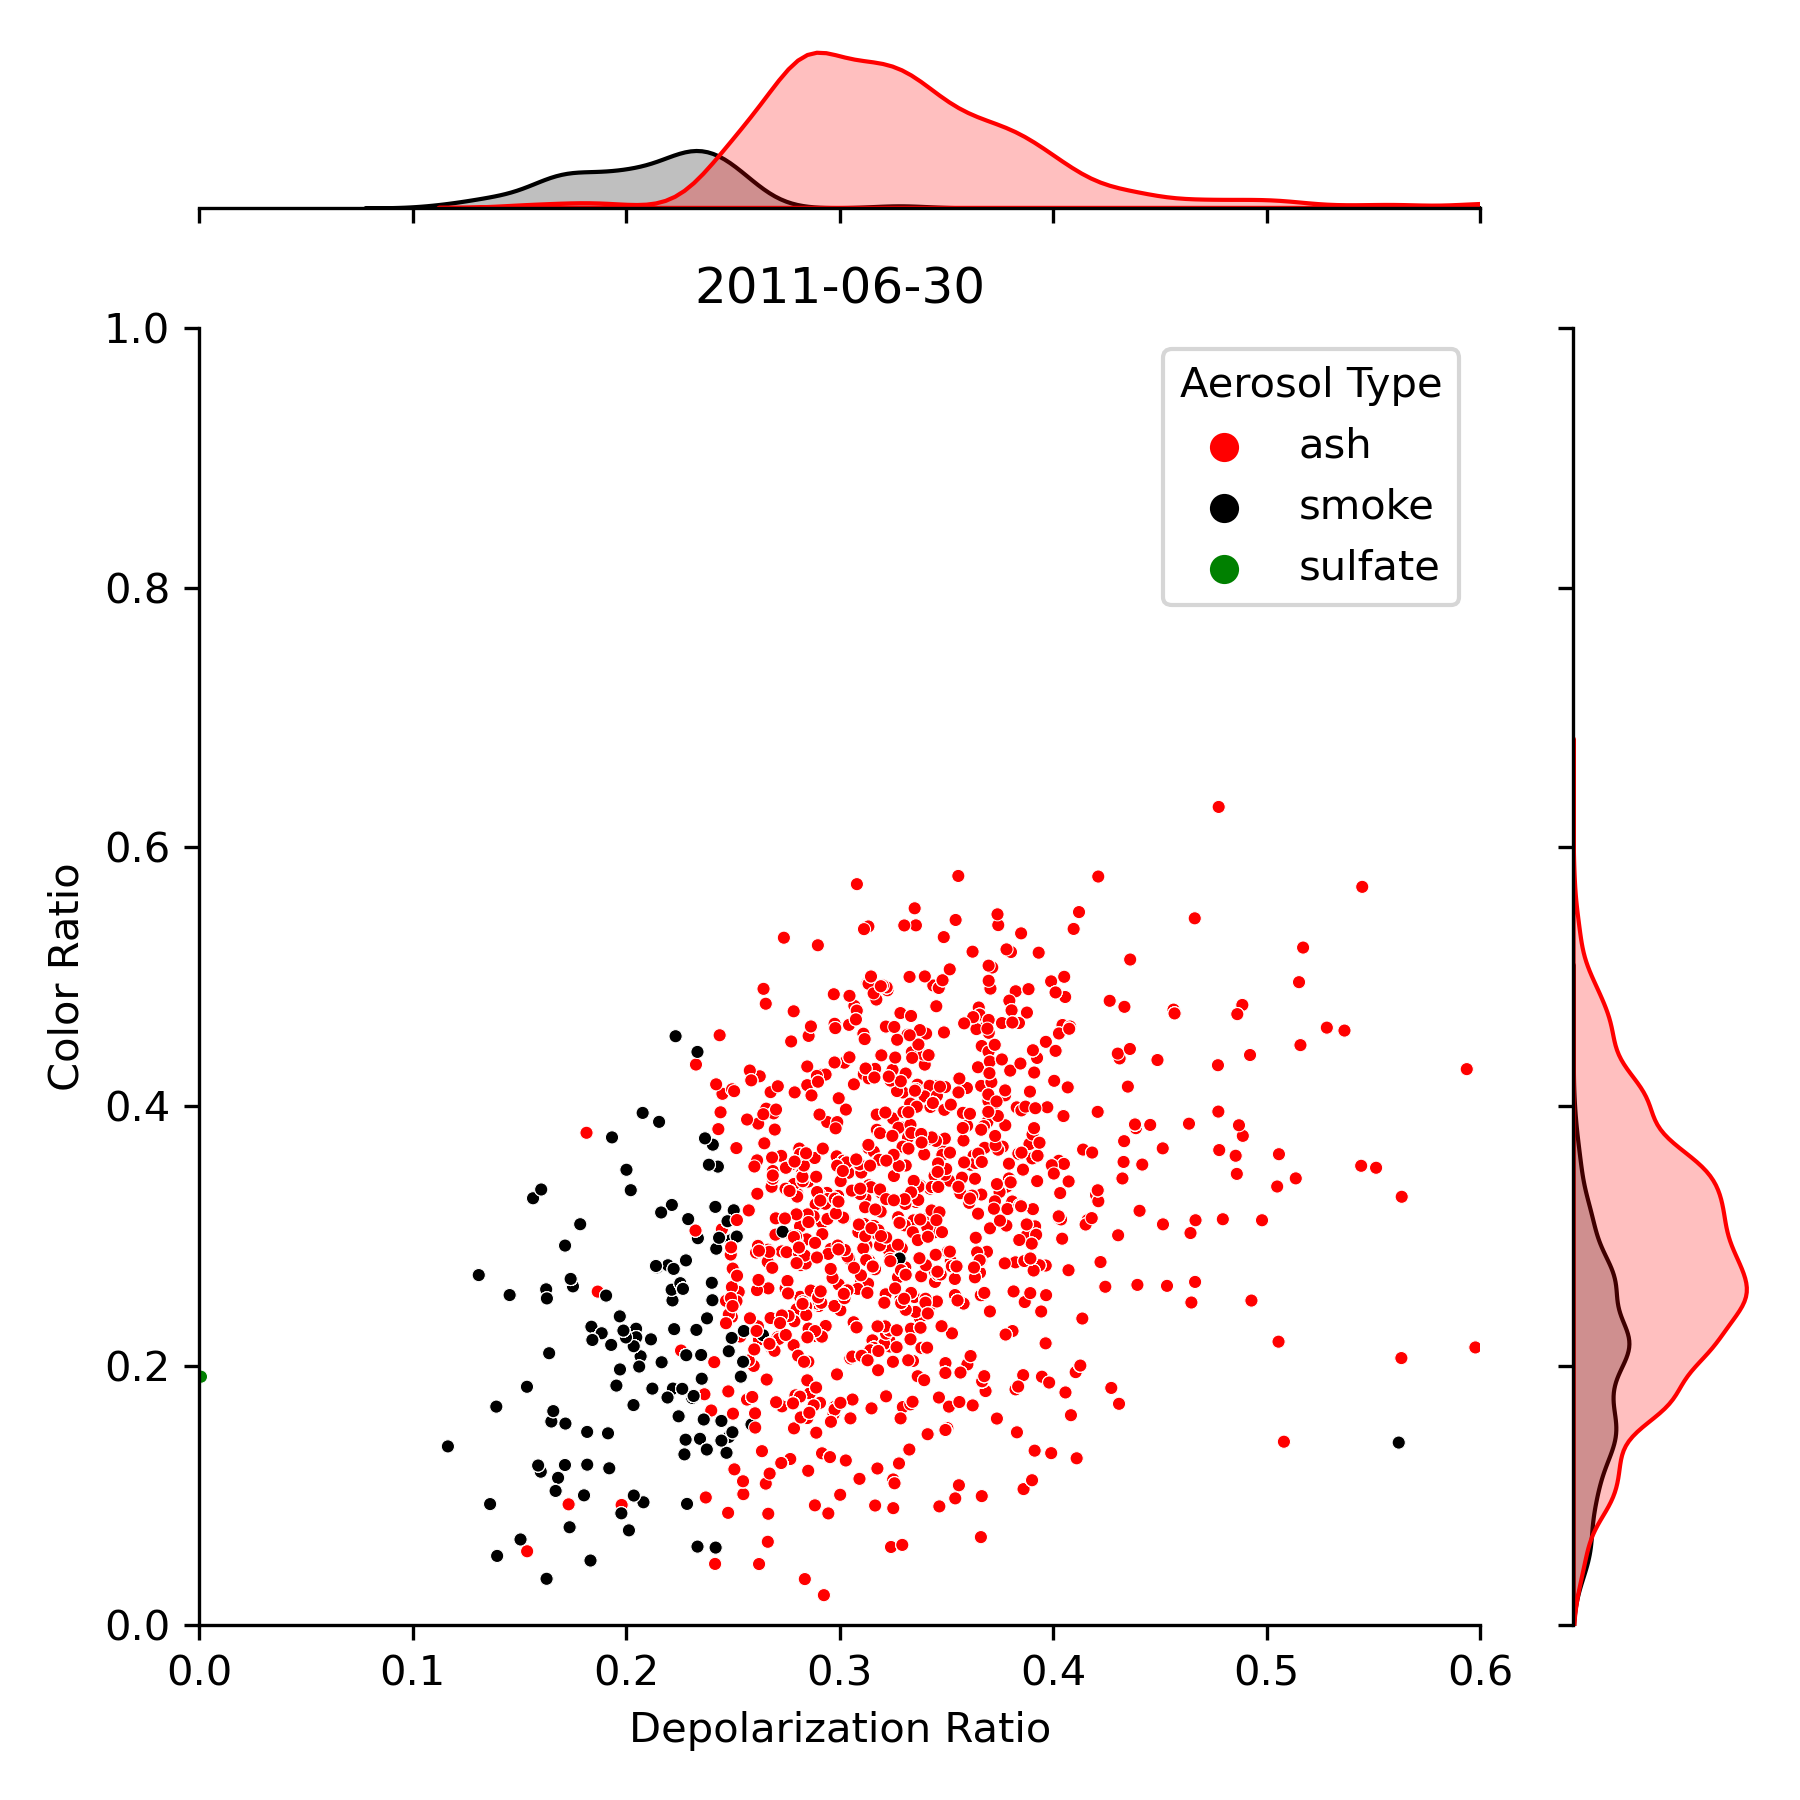 2011-06-30
1.0
Aerosol Type
ash
smoke
sulfate
0.8
0.6
0.4
0.2
0.0
Color Ratio
0.0 0.1 0.2 0.3 0.4 0.5 0.6
Depolarization Ratio